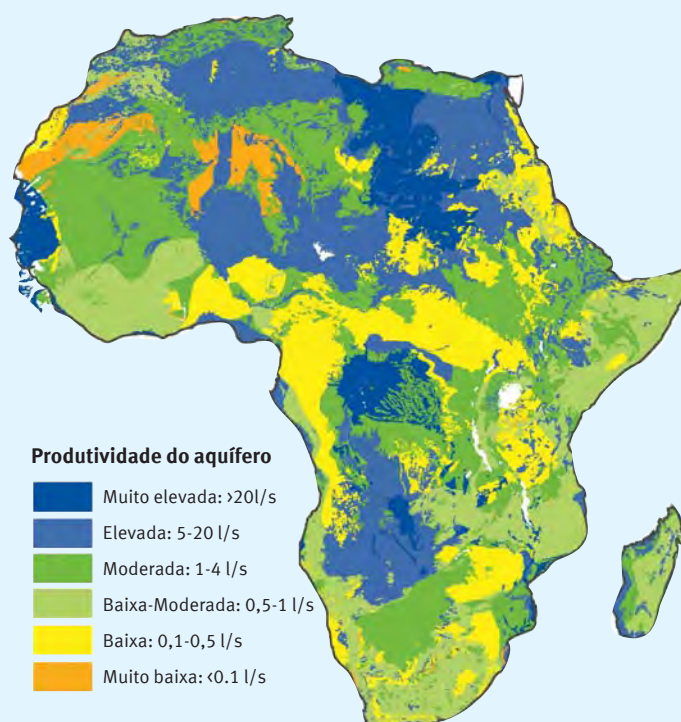 Produtividade do aquífero
Muito elevada: >20l/s
Elevada: 5-20 l/s
Moderada: 1-4 l/s
Baixa-Moderada: 0,5-1 l/s
Baixa: 0,1-0,5 l/s
Muito baixa: <0.1 l/s